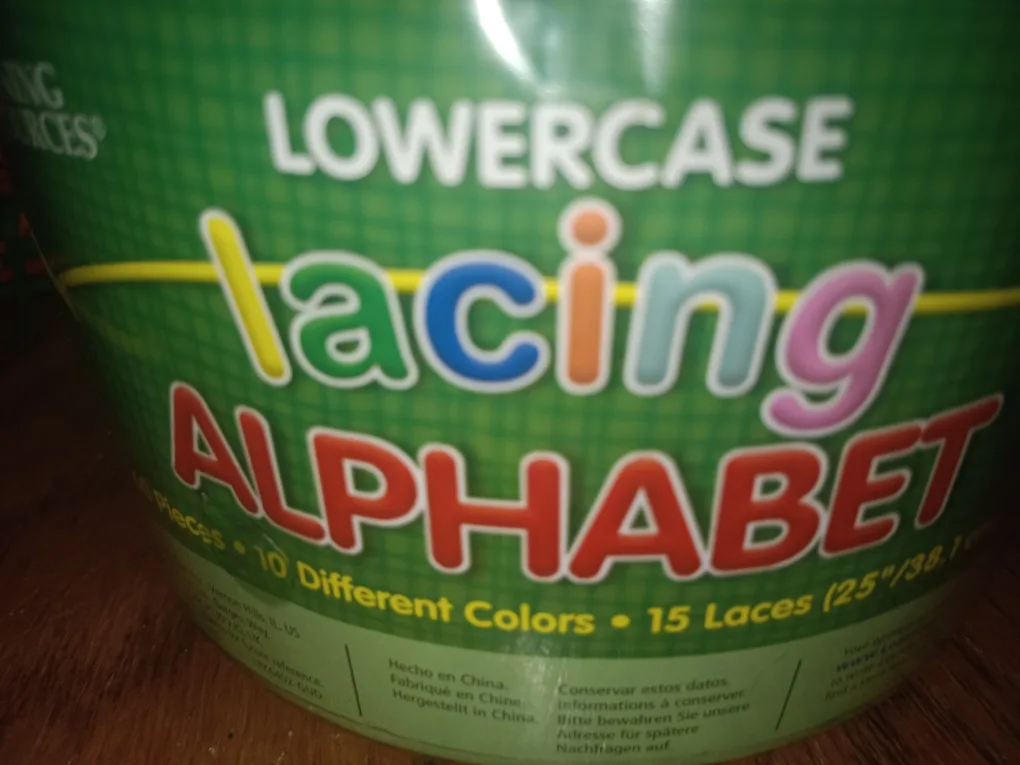 LOWERCASE
lacing
ALPHABET
Pieces • 10 Different Colors • 15 Laces (25"/38.1
Hecho en China.
Fabriqué en Chine.
Hergestellt in China.
Conservar estos datos.
Informations à conserver.
Bitte bewahren Sie unsere
Adresse für spätere
Nachfragen auf.